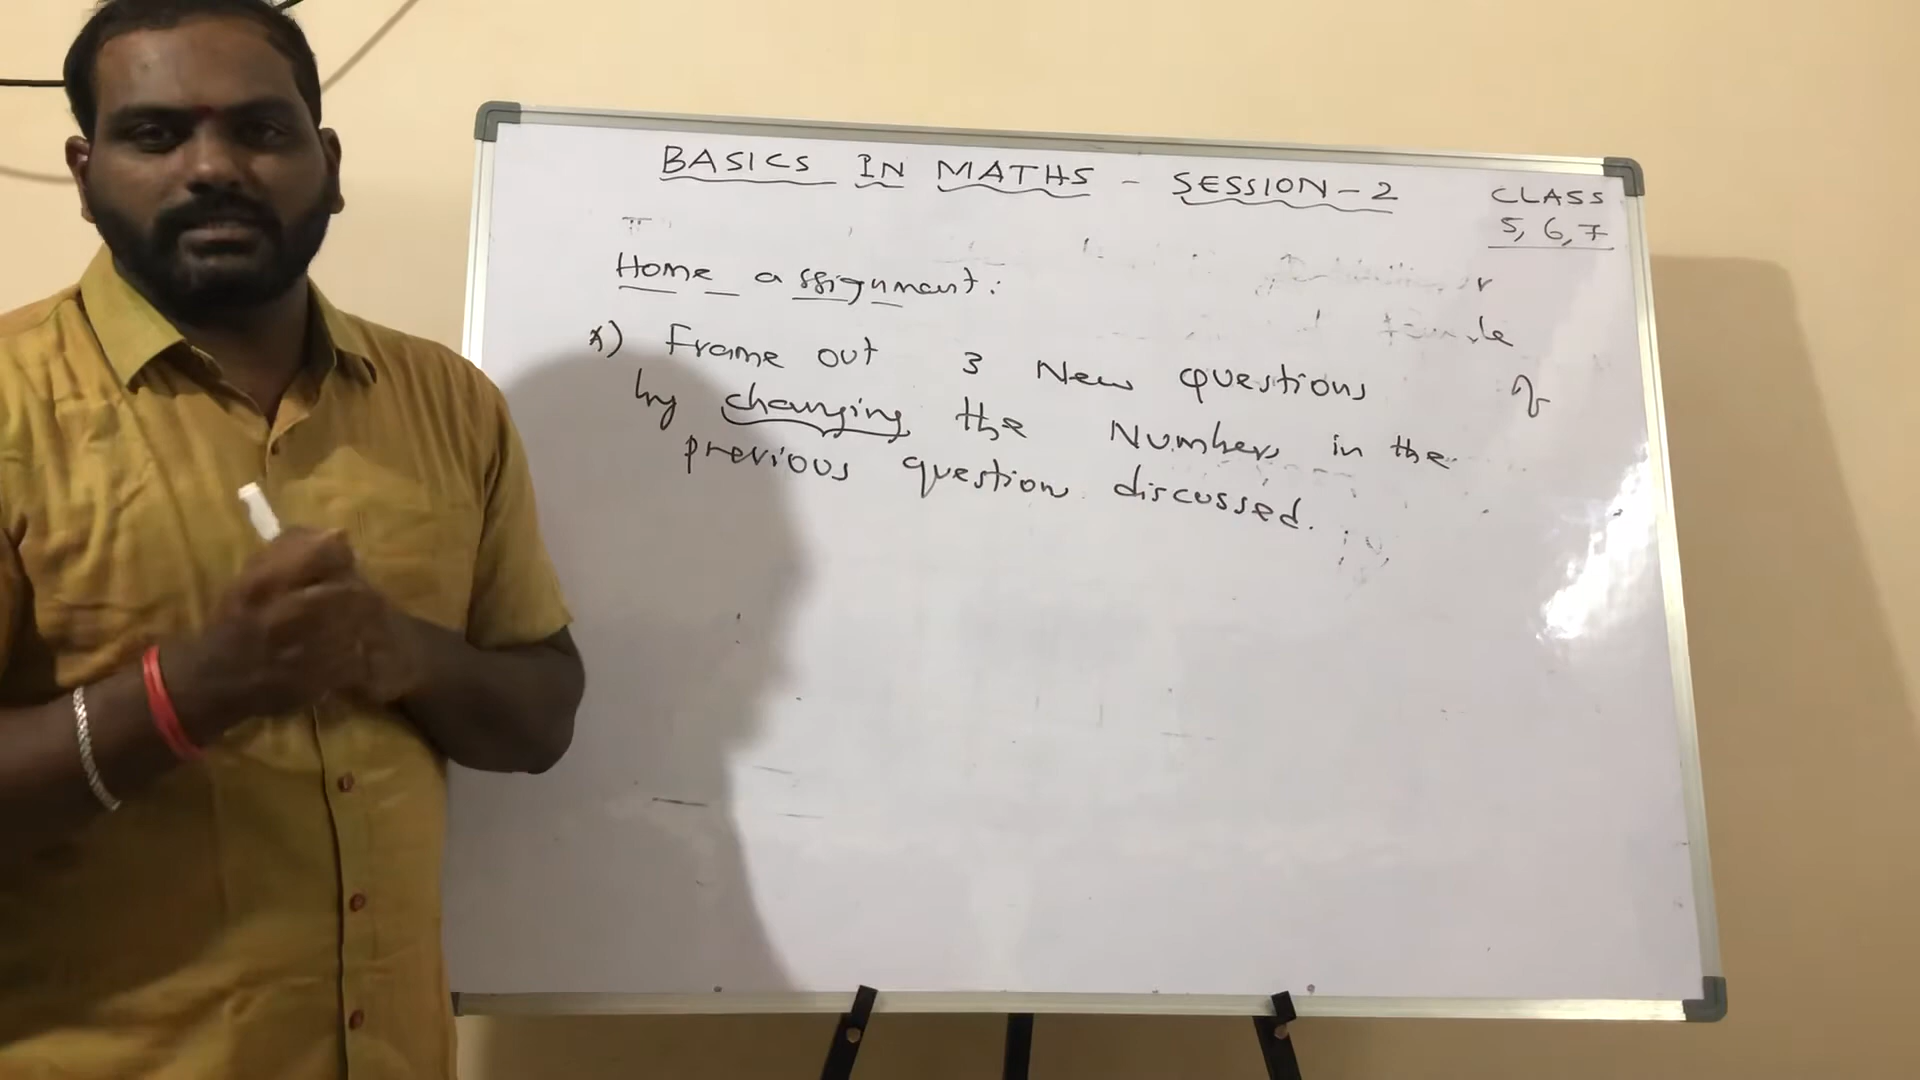 BASICS IN MATHS - SESSION - 2
CLASS
5, 6, 7
Home assignment:
*) Frame out 3 New questions
by changing the Numbers in the
previous question discussed.